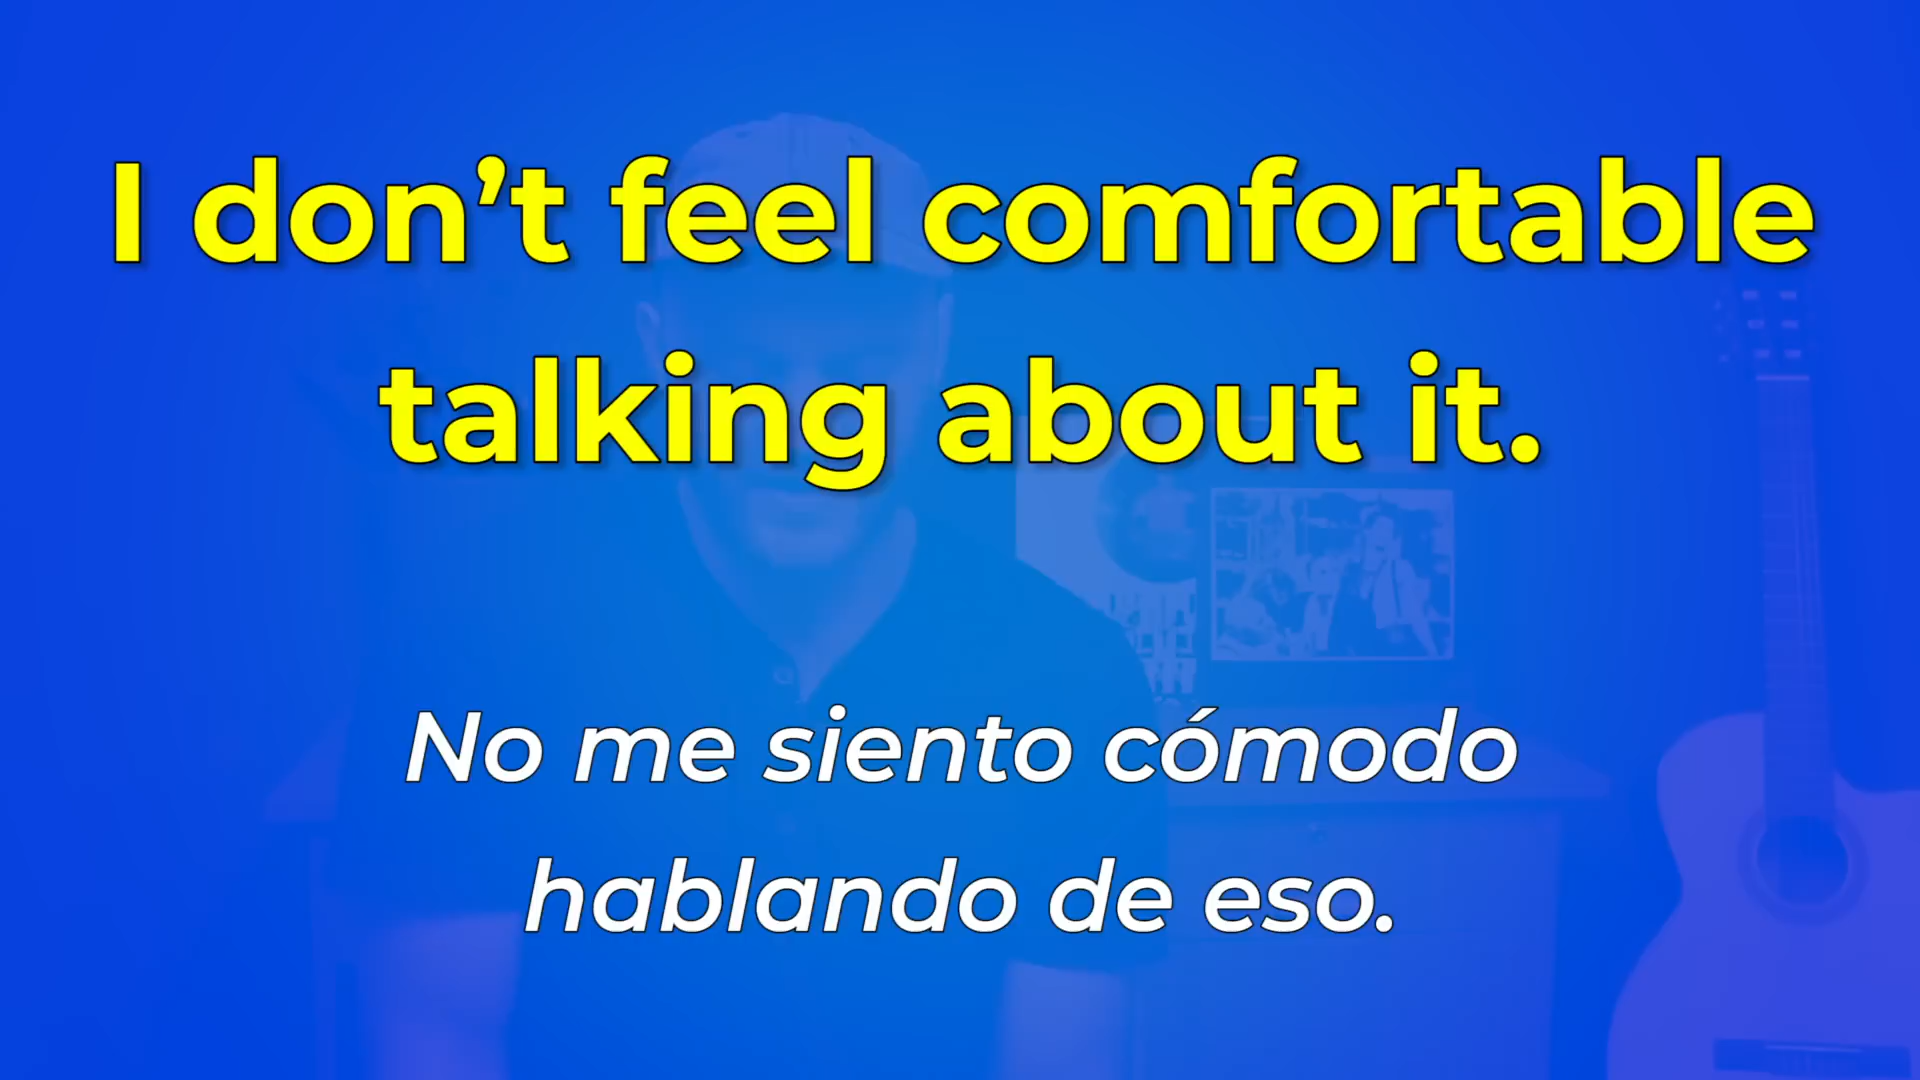 I don’t feel comfortable
talking about it.
No me siento cómodo
hablando de eso.